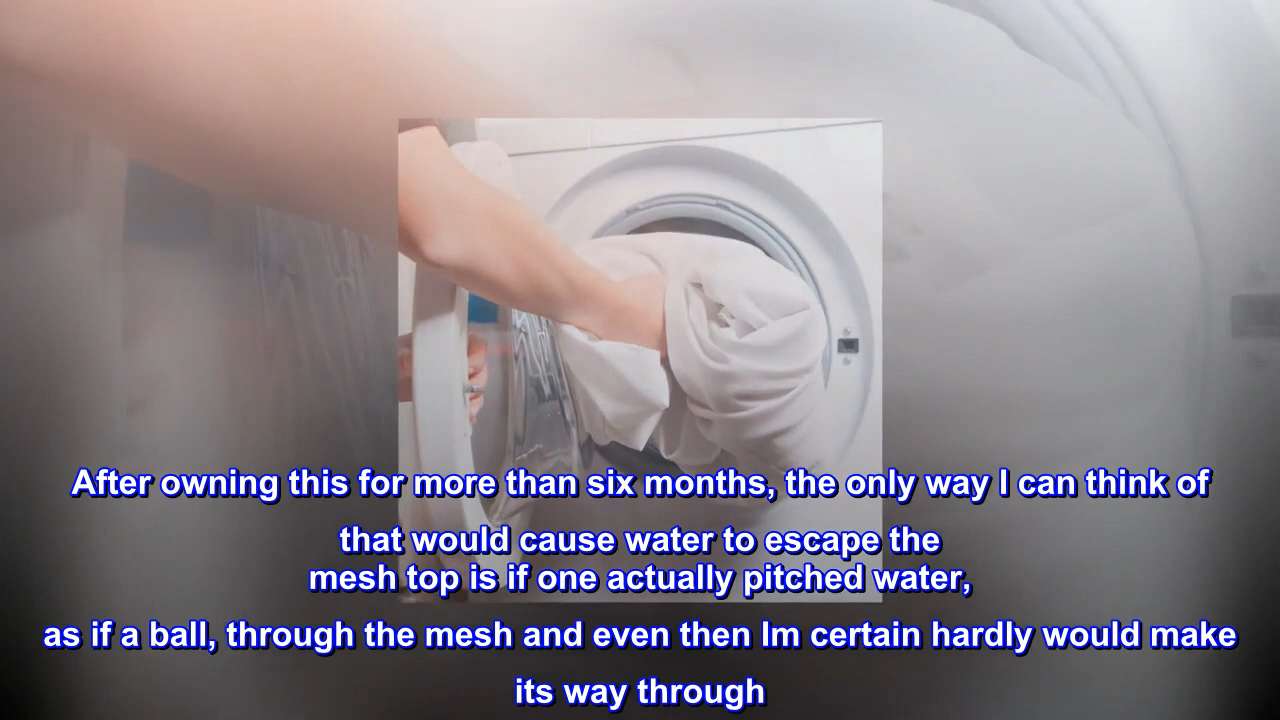 After owning this for more than six months, the only way I can think of
that would cause water to escape the
mesh top is if one actually pitched water,
as if a ball, through the mesh and even then Im certain hardly would make
its way through